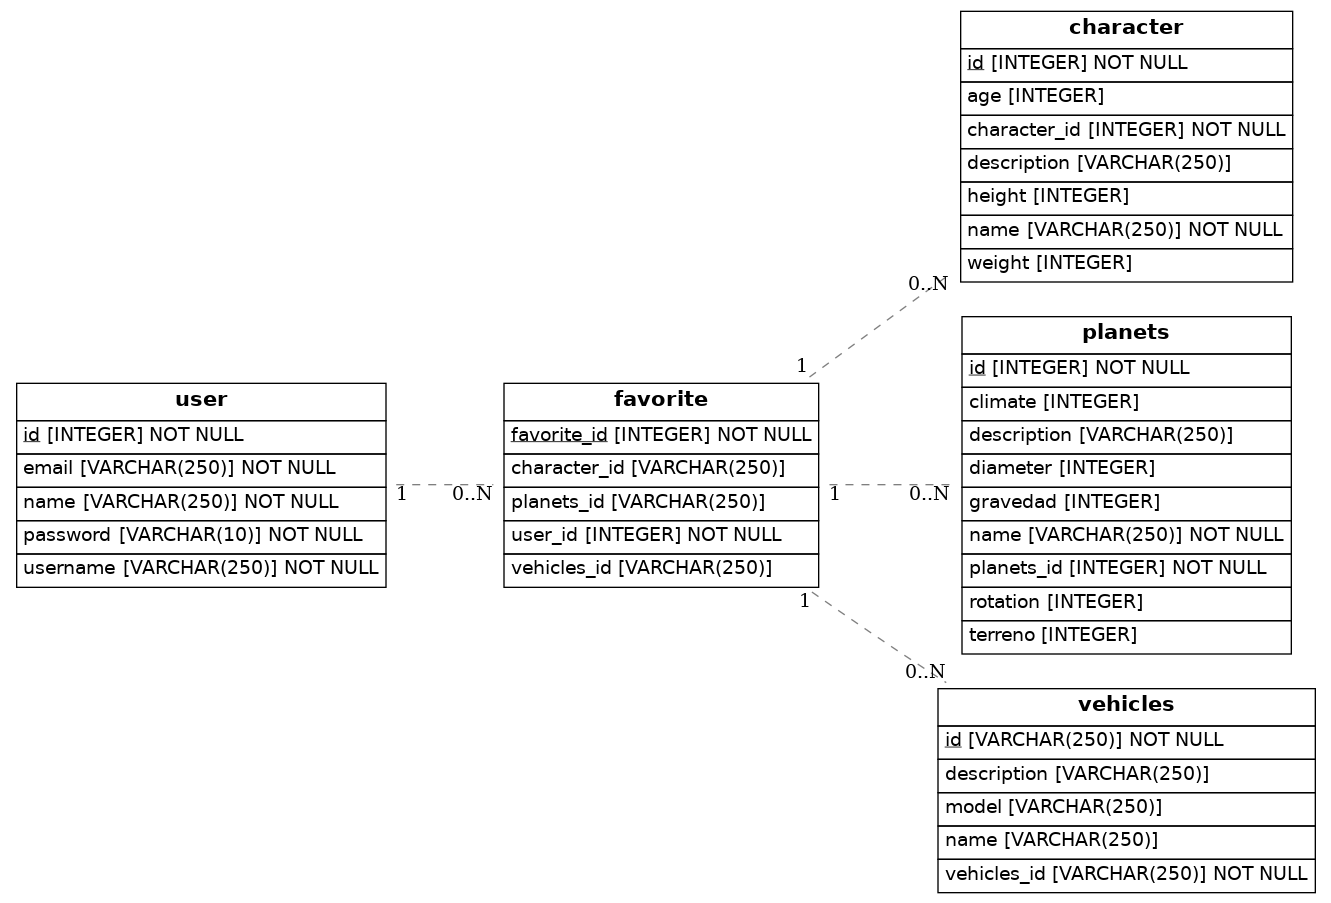 character
id [INTEGER] NOT NULL
age [INTEGER]
character_id [INTEGER] NOT NULL
description [VARCHAR(250)]
height [INTEGER]
name [VARCHAR(250)] NOT NULL
weight [INTEGER]
0..N
1
planets
id [INTEGER] NOT NULL
climate [INTEGER]
description [VARCHAR(250)]
diameter [INTEGER]
gravedad [INTEGER]
name [VARCHAR(250)] NOT NULL
planets_id [INTEGER] NOT NULL
rotation [INTEGER]
terreno [INTEGER]
user
id [INTEGER] NOT NULL
email [VARCHAR(250)] NOT NULL
name [VARCHAR(250)] NOT NULL
password [VARCHAR(10)] NOT NULL
username [VARCHAR(250)] NOT NULL
1
0..N
favorite
favorite_id [INTEGER] NOT NULL
character_id [VARCHAR(250)]
planets_id [VARCHAR(250)]
user_id [INTEGER] NOT NULL
vehicles_id [VARCHAR(250)]
1
0..N
1
0..N
vehicles
id [VARCHAR(250)] NOT NULL
description [VARCHAR(250)]
model [VARCHAR(250)]
name [VARCHAR(250)]
vehicles_id [VARCHAR(250)] NOT NULL